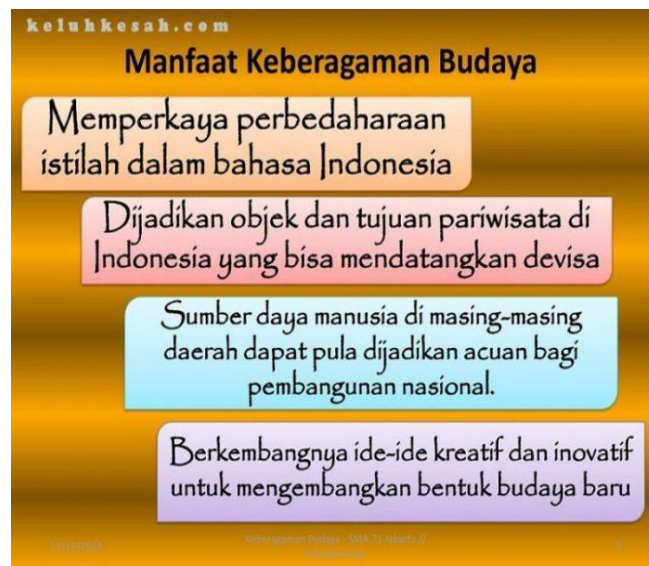 keluhkesah.com
Manfaat Keberagaman Budaya
Memperkaya perbedaharaan
istilah dalam bahasa Indonesia
Dijadikan objek dan tujuan pariwisata di
Indonesia yang bisa mendatangkan devisa
Sumber daya manusia di masing-masing
daerah dapat pula dijadikan acuan bagi
pembangunan nasional.
Berkembangnya ide-ide kreatif dan inovatif
untuk mengembangkan bentuk budaya baru
Keberagaman Budaya - SMA 71 Jakarta //